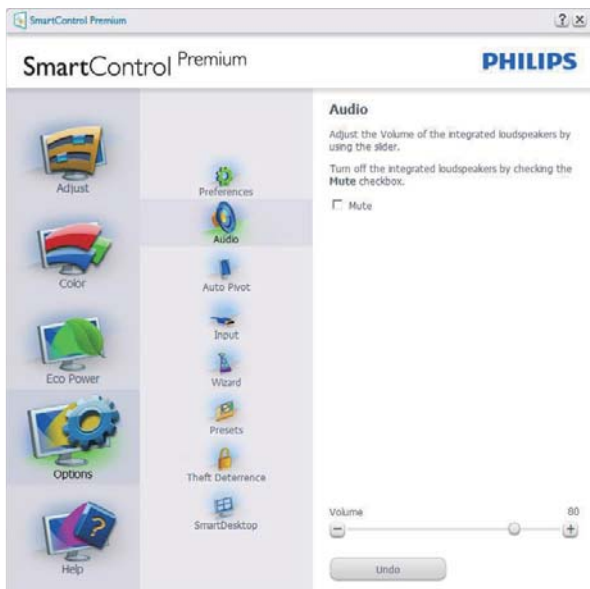 SmartControl Premium
? x
SmartControl Premium
PHILIPS
Adjust
Color
Eco Power
Options
Help
Preferences
Audio
Auto Pivot
Input
Wizard
Presets
Theft Deterrence
SmartDesktop
Audio
Adjust the Volume of the integrated loudspeakers by
using the slider.
Turn off the integrated loudspeakers by checking the
Mute checkbox.
Mute
Volume 80
Undo